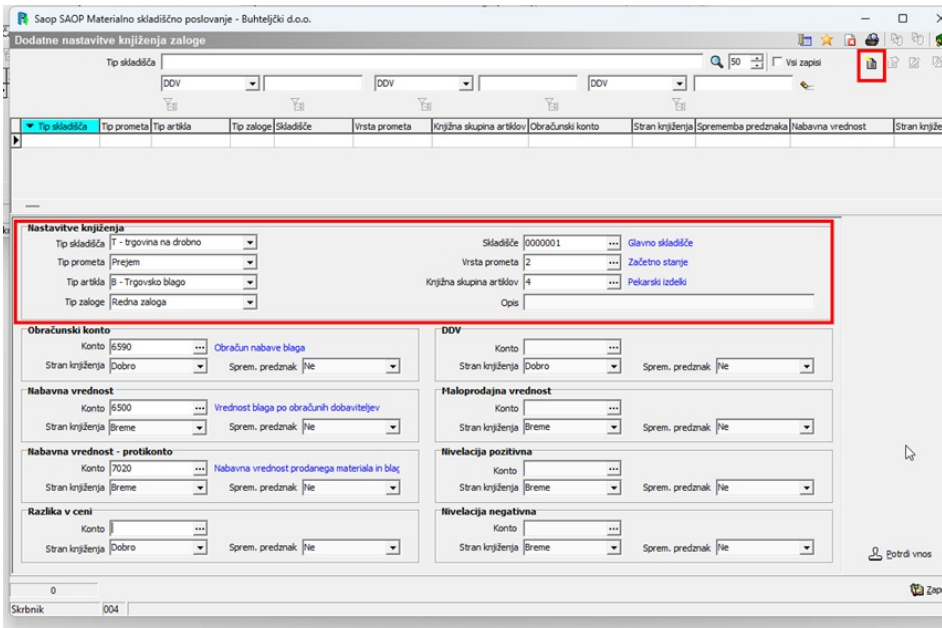 Saop SAOP Materialno skladiščno poslovanje - Buhteljčki d.o.o.
Dodatne nastavitve knjiženja zaloge
Tip skladišča 50 Vsi zapisi
DDV DDV DDV
Tip skladišča Tip prometa Tip artikla Tip zaloge Skladišče Vrsta prometa Knjižna skupina artiklov Obračunski konto Stran knjiženja Sprememba predznaka Nabavna vrednost Stran knjiže
Nastavitve knjiženja
Tip skladišča T - trgovina na drobno Skladišče 0000001 ... Glavno skladišče
Tip prometa Prejem Vrsta prometa 2 ... Začetno stanje
Tip artikla B - Trgovsko blago Knjižna skupina artiklov 4 ... Pekarski izdelki
Tip zaloge Redna zaloga Opis
Obračunski konto DDV
Konto 6590 ... Obračun nabave blaga Konto ...
Stran knjiženja Dobro Sprem. predznak Ne Stran knjiženja Dobro Sprem. predznak Ne
Nabavna vrednost Maloprodajna vrednost
Konto 6500 ... Vrednost blaga po obračunih dobaviteljev Konto ...
Stran knjiženja Breme Sprem. predznak Ne Stran knjiženja Breme Sprem. predznak Ne
Nabavna vrednost - protikonto Nivelacija pozitivna
Konto 7020 ... Nabavna vrednost prodanega materiala in blag Konto ...
Stran knjiženja Breme Sprem. predznak Ne Stran knjiženja Breme Sprem. predznak Ne
Razlika v ceni Nivelacija negativna
Konto ... Konto ...
Stran knjiženja Dobro Sprem. predznak Ne Stran knjiženja Breme Sprem. predznak Ne
Potrdi vnos
0 Zapr
Skrbnik 004